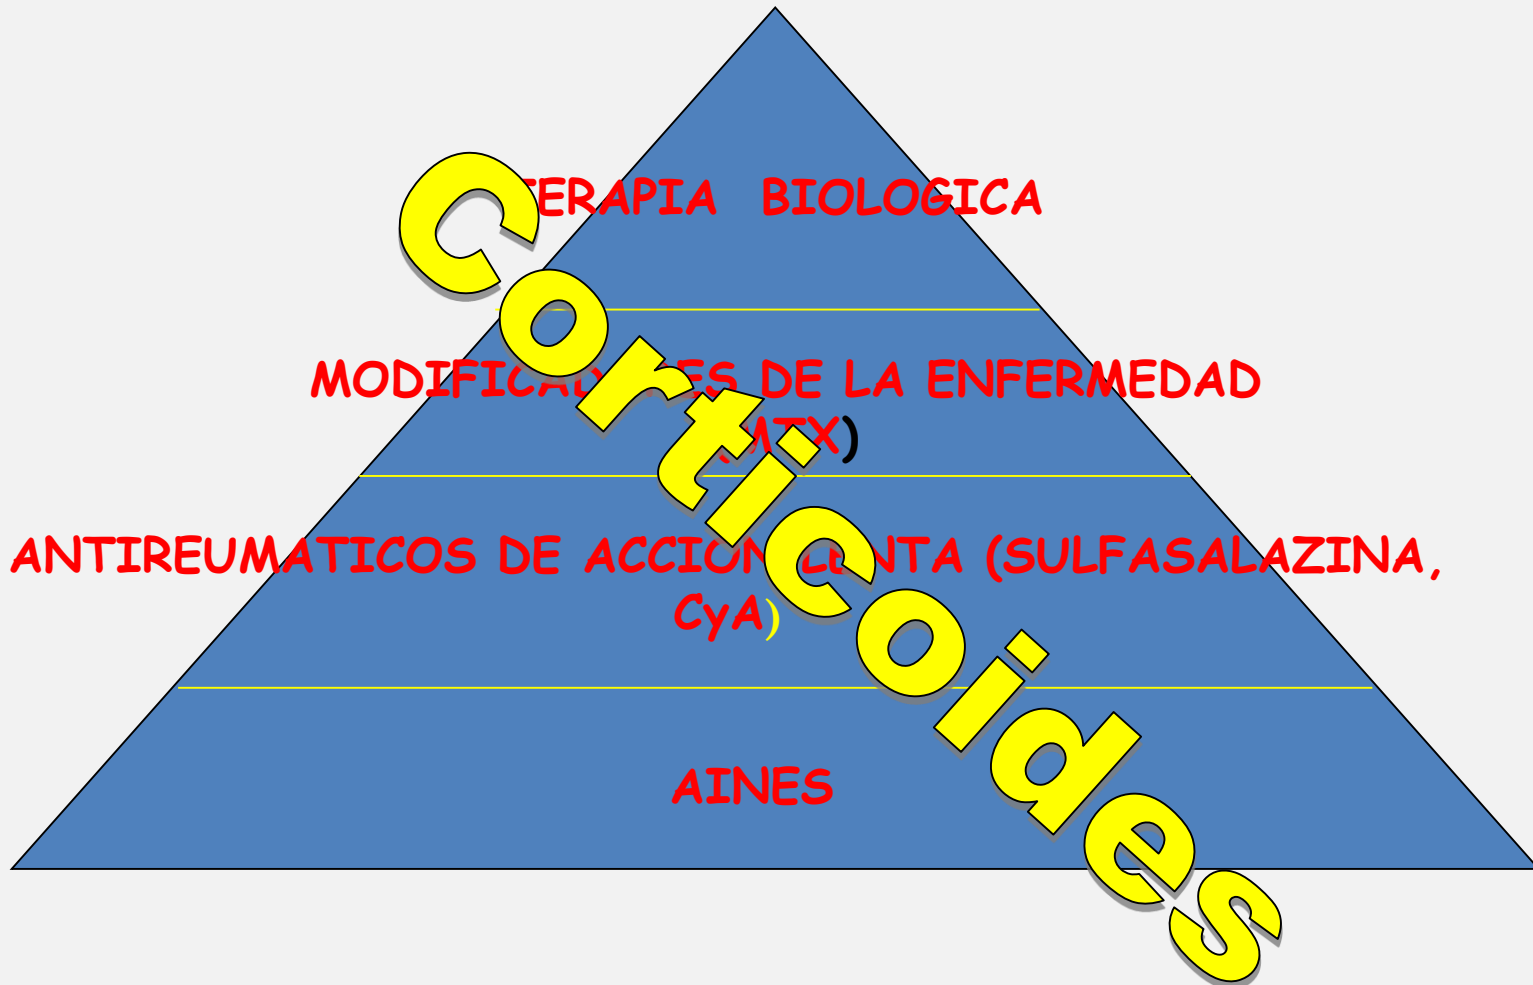 TERAPIA BIOLOGICA
MODIFICADORES DE LA ENFERMEDAD
(MTX)
ANTIREUMATICOS DE ACCION LENTA (SULFASALAZINA,
CyA)
AINES
Corticoides